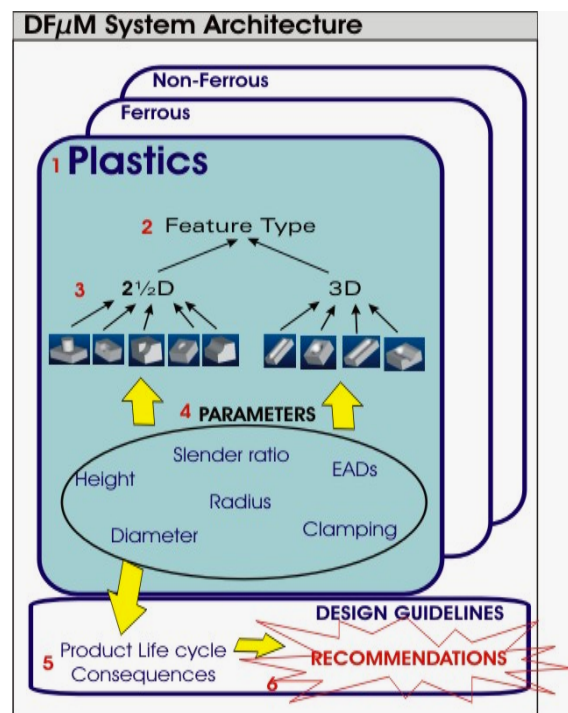 DFμM System Architecture
Non-Ferrous
Ferrous
1 Plastics
2 Feature Type
3 2½D 3D
4 PARAMETERS
Slender ratio
Height EADs
Radius
Diameter Clamping
DESIGN GUIDELINES
5 Product Life cycle
Consequences
RECOMMENDATIONS
6